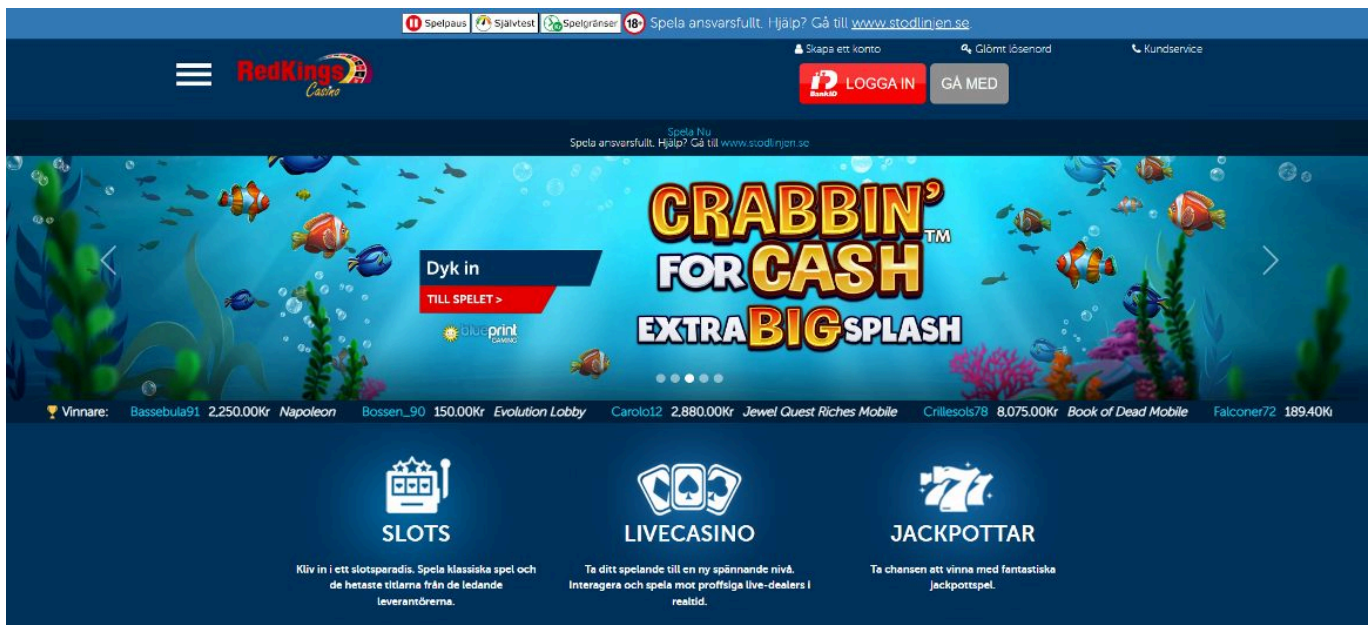 Spelpaus Självtest Spelgränser 18+ Spela ansvarsfullt. Hjälp? Gå till www.stodlinjen.se.
Skapa ett konto Glömt lösenord Kundservice
RedKings
Casino
BankID LOGGA IN GÅ MED
Spela Nu
Spela ansvarsfullt. Hjälp? Gå till www.stodlinjen.se
CRABBIN'
FOR CASH TM
EXTRA BIG SPLASH
Dyk in
TILL SPELET >
blueprint
GAMING
Vinnare: Bassebula91 2,250.00Kr Napoleon Bossen_90 150.00Kr Evolution Lobby Carolo12 2,880.00Kr Jewel Quest Riches Mobile Crillesols78 8,075.00Kr Book of Dead Mobile Falconer72 189.40K
777
SLOTS LIVECASINO JACKPOTTAR
Kliv in i ett slotsparadis. Spela klassiska spel och
de hetaste titlarna från de ledande
leverantörerna.
Ta ditt spelande till en ny spännande nivå.
Interagera och spela mot proffsiga live-dealers i
realtid.
Ta chansen att vinna med fantastiska
jackpottspel.